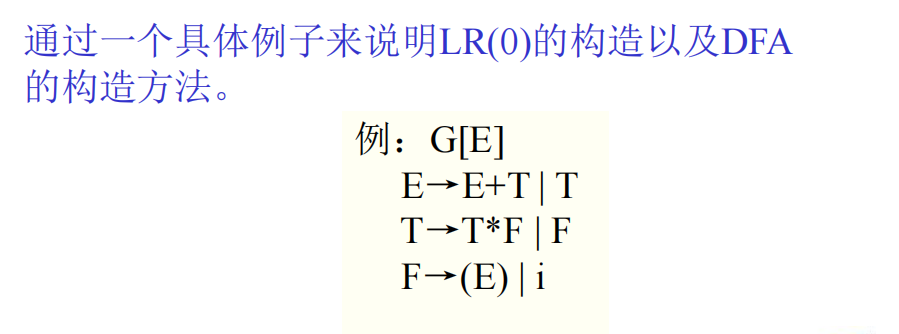 通过一个具体例子来说明LR(0)的构造以及DFA
的构造方法。
例：G[E]
E→E+T | T
T→T*F | F
F→(E) | i